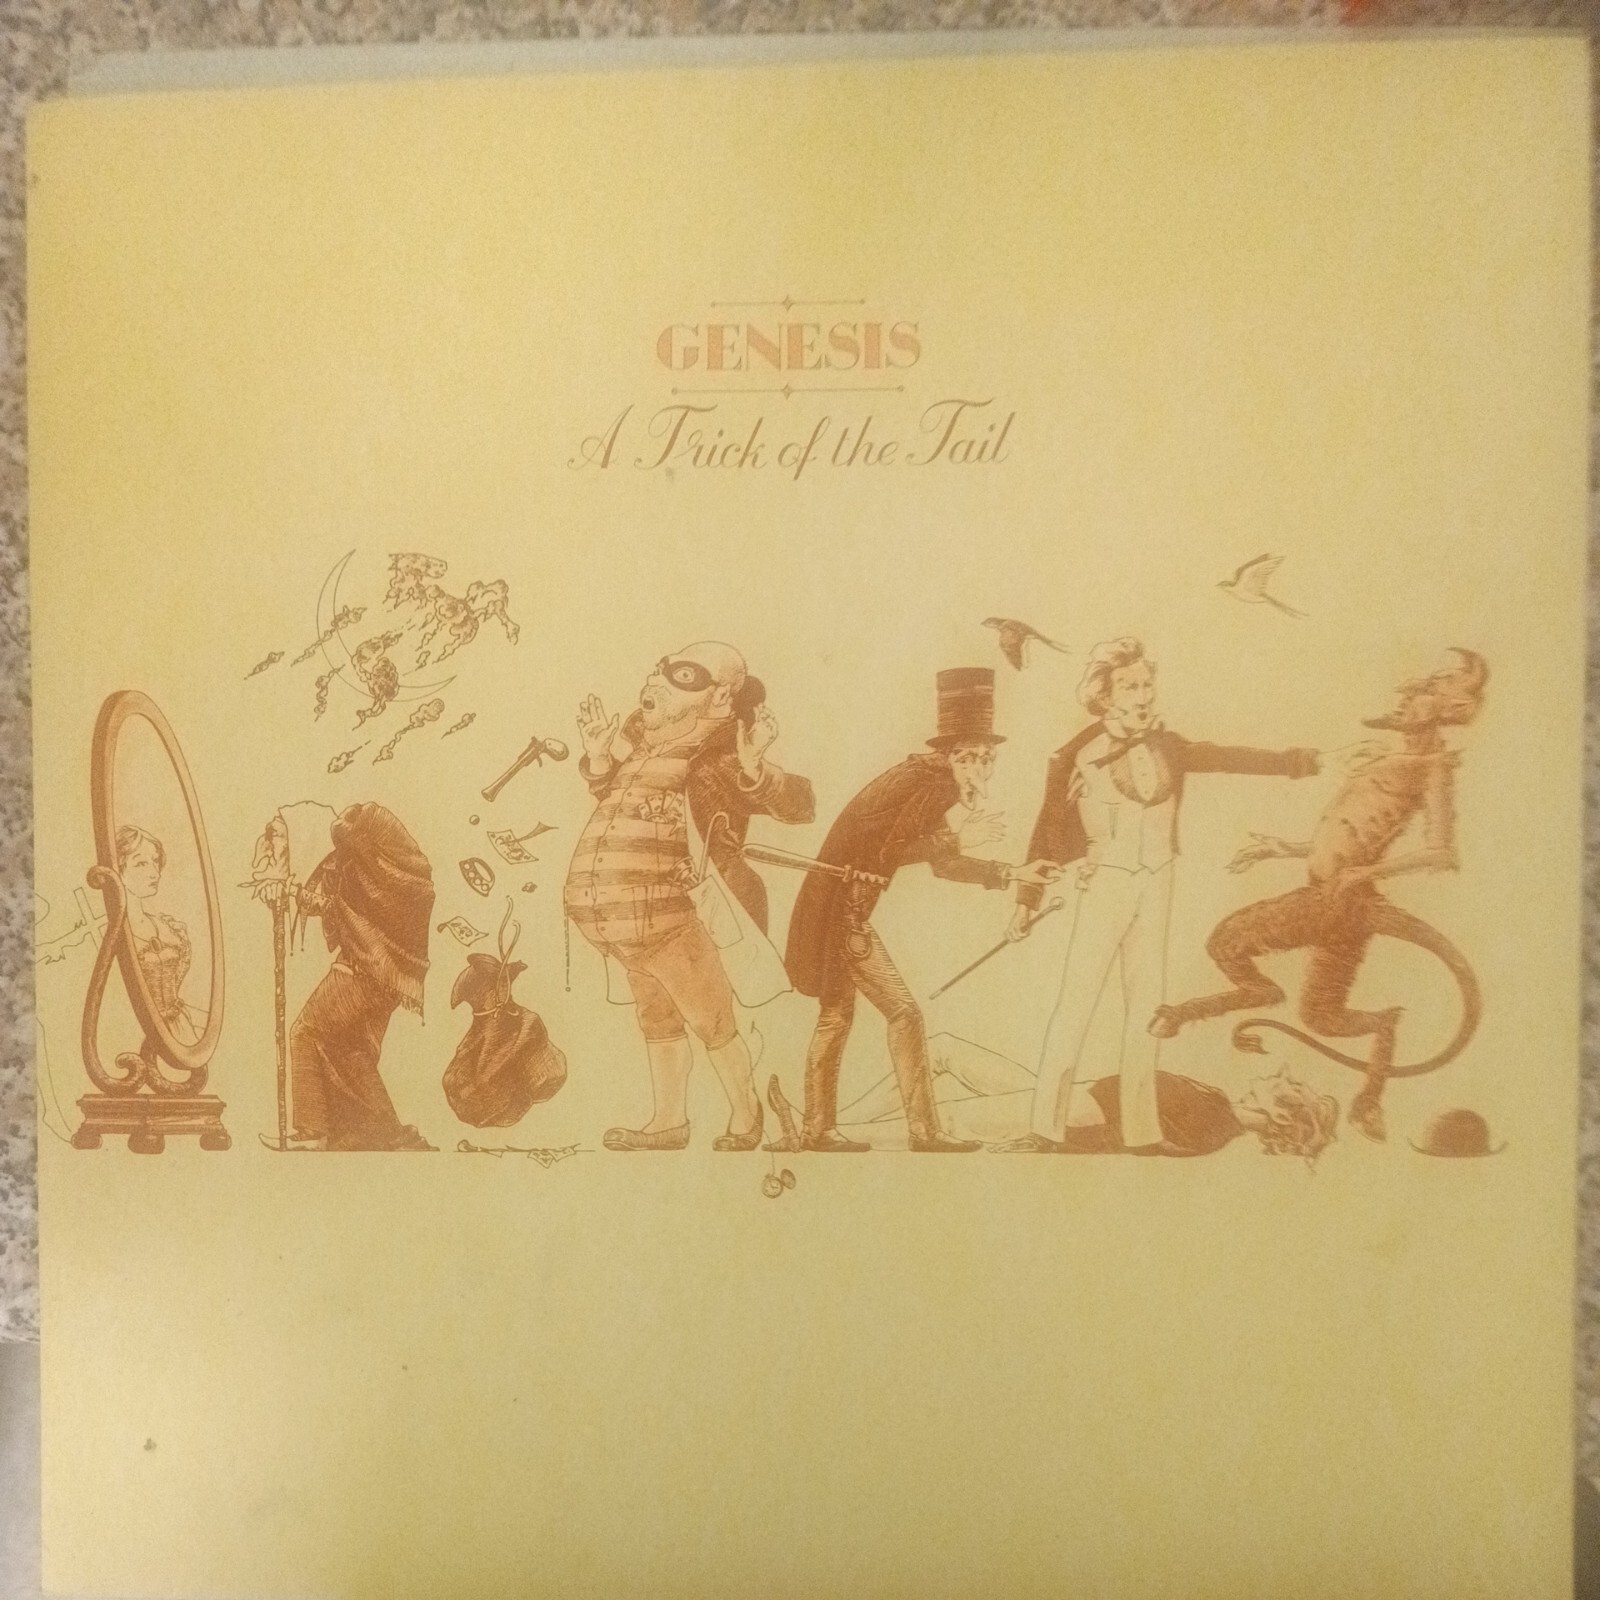 GENESIS
A Trick of the Tail